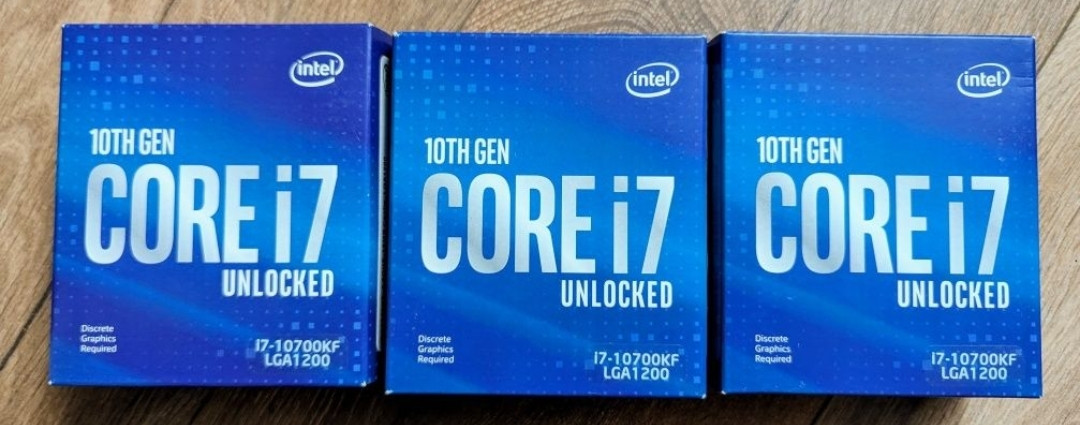 intel
10TH GEN
CORE i7
UNLOCKED
Discrete
Graphics
Required
i7-10700KF
LGA1200
intel
10TH GEN
CORE i7
UNLOCKED
Discrete
Graphics
Required
i7-10700KF
LGA1200
intel
10TH GEN
CORE i7
UNLOCKED
Discrete
Graphics
Required
i7-10700KF
LGA1200